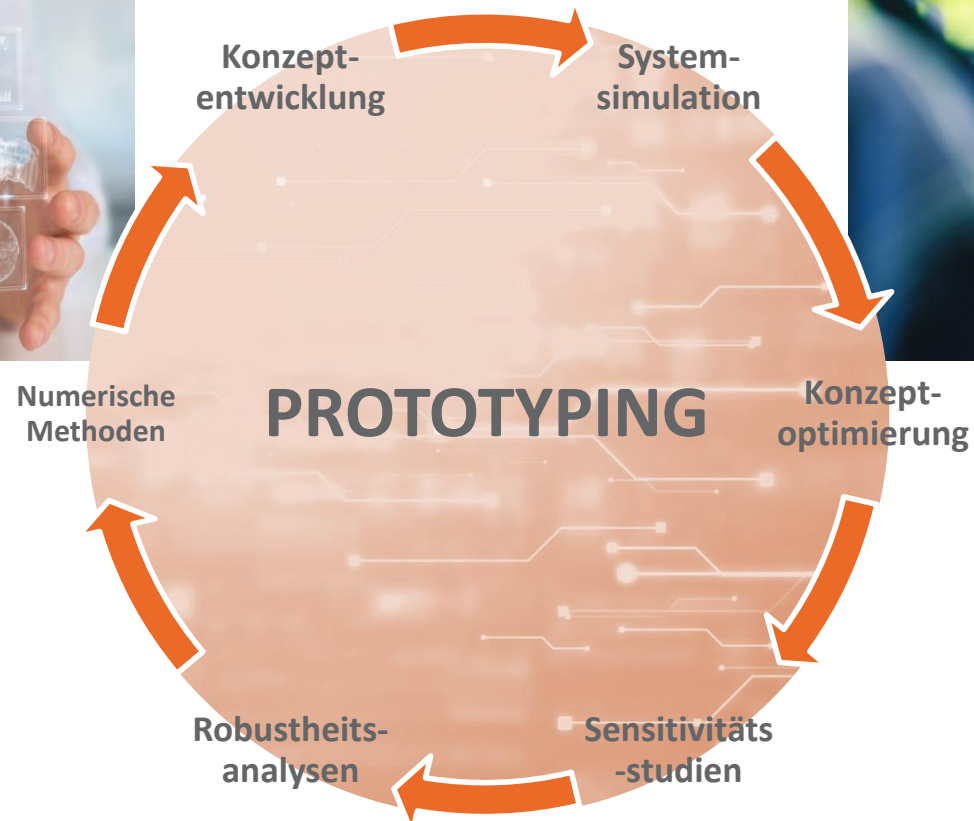 Konzept-
entwicklung
System-
simulation
Konzept-
optimierung
Sensitivitäts
-studien
Robustheits-
analysen
Numerische
Methoden
PROTOTYPING